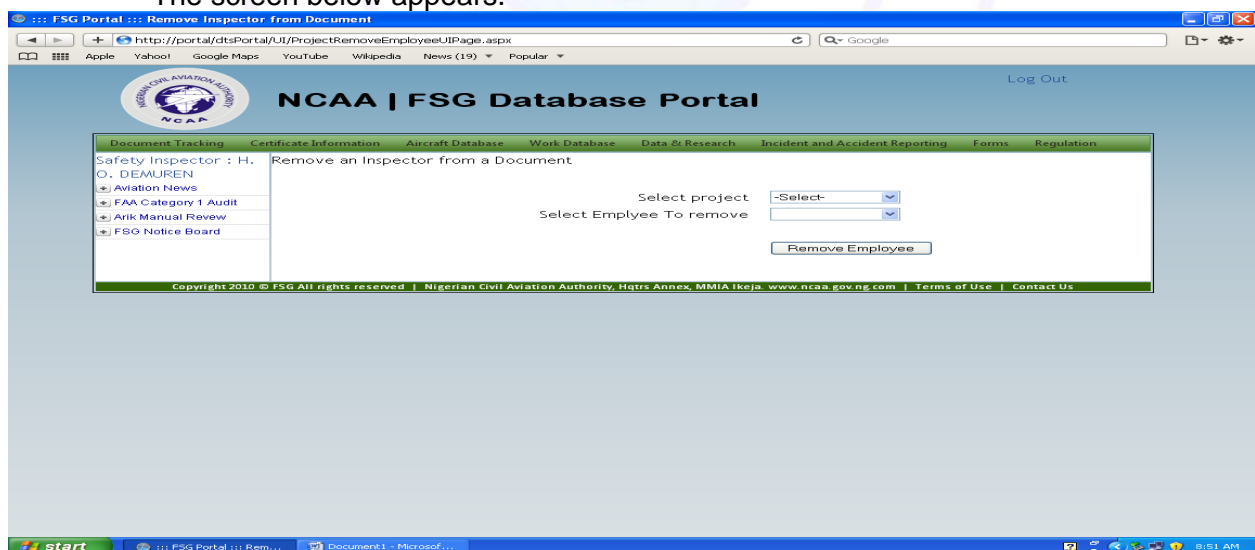 The screen below appears.
::: FSG Portal ::: Remove Inspector from Document
http://portal/dtsPortal/UI/ProjectRemoveEmployeeUIPage.aspx
Google
Apple Yahoo! Google Maps YouTube Wikipedia News (19) Popular
NIGERIAN CIVIL AVIATION AUTHORITY
NCAA
NCAA | FSG Database Portal
Log Out
Document Tracking Certificate Information Aircraft Database Work Database Data & Research Incident and Accident Reporting Forms Regulation
Safety Inspector : H.
O. DEMUREN
Aviation News
FAA Category 1 Audit
Arik Manual Revew
FSG Notice Board
Remove an Inspector from a Document
Select project -Select-
Select Emplyee To remove
Remove Employee
Copyright 2010 © FSG All rights reserved | Nigerian Civil Aviation Authority, Hqtrs Annex, MMIA Ikeja. www.ncaa.gov.ng.com | Terms of Use | Contact Us
start ::: FSG Portal ::: Rem... Document1 - Microsof... 8:51 AM